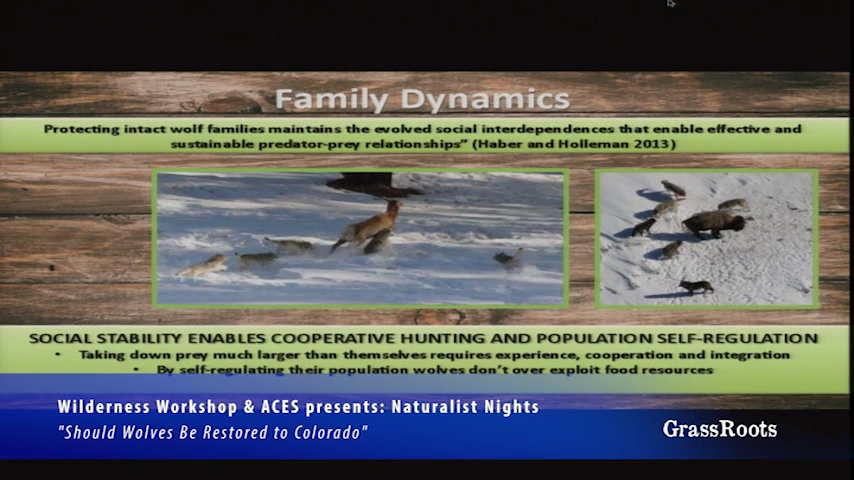 Family Dynamics
Protecting intact wolf families maintains the evolved social interdependences that enable effective and
sustainable predator-prey relationships” (Haber and Holleman 2013)
SOCIAL STABILITY ENABLES COOPERATIVE HUNTING AND POPULATION SELF-REGULATION
• Taking down prey much larger than themselves requires experience, cooperation and integration
• By self-regulating their population wolves don't over exploit food resources
Wilderness Workshop & ACES presents: Naturalist Nights
"Should Wolves Be Restored to Colorado"
GrassRoots